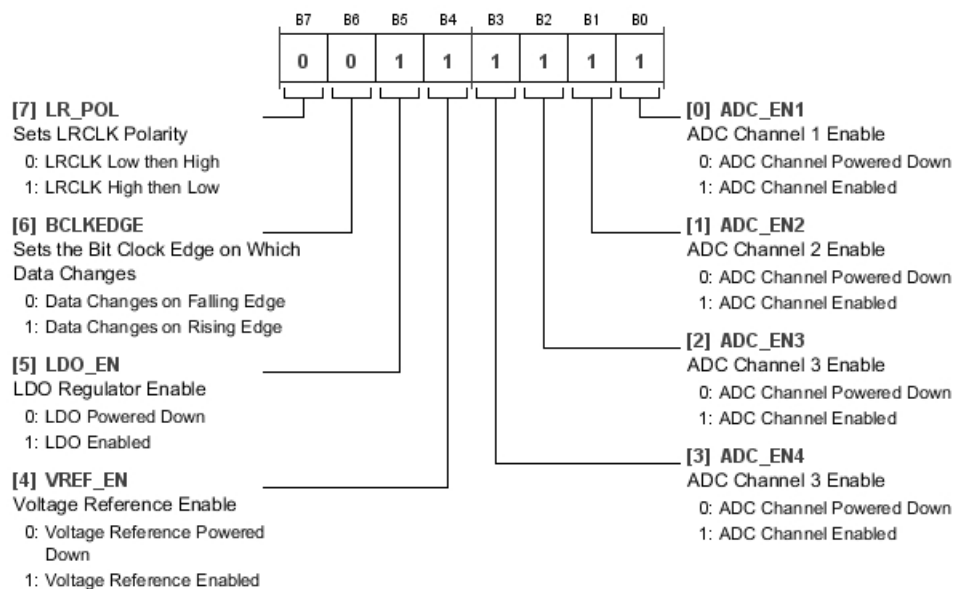 B7 B6 B5 B4 B3 B2 B1 B0
0 0 1 1 1 1 1 1
[7] LR_POL
Sets LRCLK Polarity
0: LRCLK Low then High
1: LRCLK High then Low
[6] BCLKEDGE
Sets the Bit Clock Edge on Which
Data Changes
0: Data Changes on Falling Edge
1: Data Changes on Rising Edge
[5] LDO_EN
LDO Regulator Enable
0: LDO Powered Down
1: LDO Enabled
[4] VREF_EN
Voltage Reference Enable
0: Voltage Reference Powered
Down
1: Voltage Reference Enabled
[0] ADC_EN1
ADC Channel 1 Enable
0: ADC Channel Powered Down
1: ADC Channel Enabled
[1] ADC_EN2
ADC Channel 2 Enable
0: ADC Channel Powered Down
1: ADC Channel Enabled
[2] ADC_EN3
ADC Channel 3 Enable
0: ADC Channel Powered Down
1: ADC Channel Enabled
[3] ADC_EN4
ADC Channel 3 Enable
0: ADC Channel Powered Down
1: ADC Channel Enabled